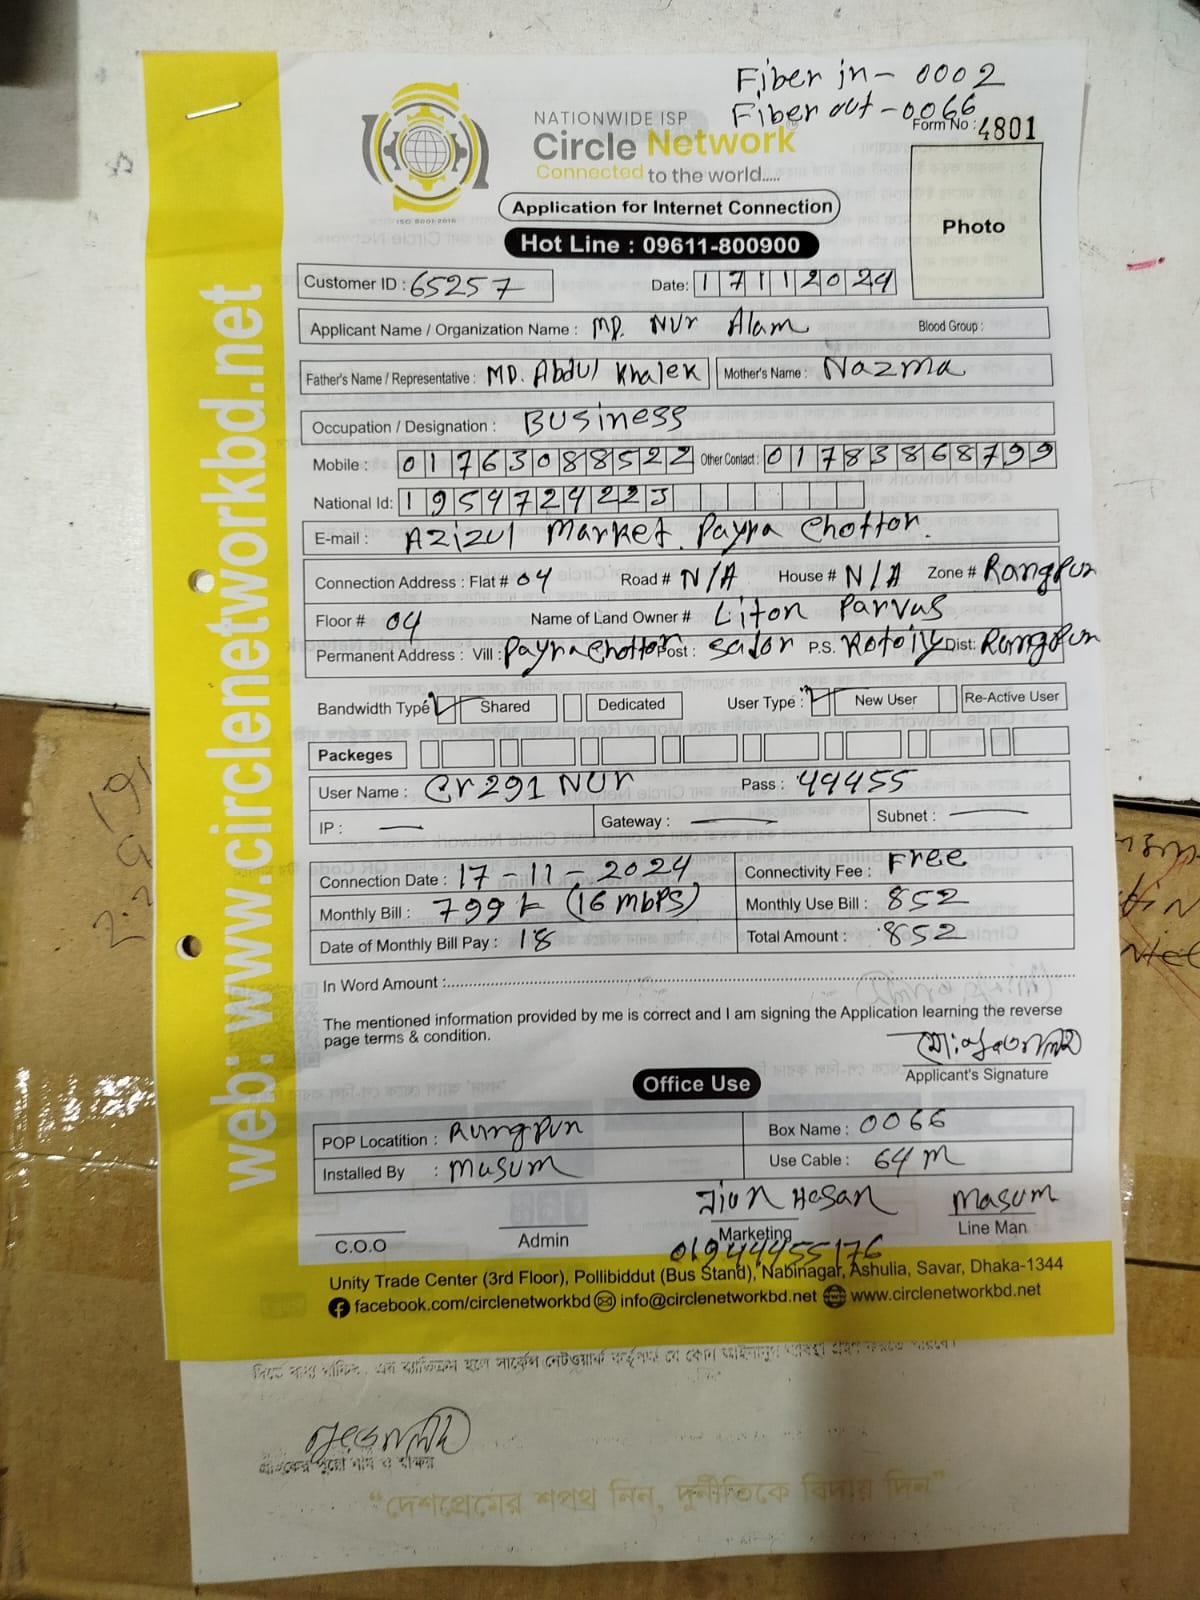 Fiber in - 0002
Fiber out - 0066
NATIONWIDE ISP
Circle Network
Connected to the world.....
ISO 9001:2015
Form No : 4801
Application for Internet Connection
Photo
Hot Line : 09611-800900
Customer ID : 65257 Date: 17112024
Applicant Name / Organization Name : MD. NUr Alam Blood Group :
Father's Name / Representative : MD. Abdul Khalek Mother's Name : Nazma
Occupation / Designation : BUSiness
Mobile : 01763088522 Other Contact : 01783868799
National Id: 1954724223
E-mail : AZiZUl Market. Payra Chottor.
Connection Address : Flat # 04 Road # N/A House # N/A Zone # Rangpur
Floor # 04 Name of Land Owner # Liton Parvas
Permanent Address : Vill : Payra Chottor Post : Sador P.S. Kotoily Dist: Rangpur
Bandwidth Type : Shared Dedicated User Type : New User Re-Active User
Packeges
User Name : Cr291 NUr Pass : 49455
IP : — Gateway : — Subnet : —
Connection Date : 17-11-2024 Connectivity Fee : Free
Monthly Bill : 799 ৳ (16 mbPS) Monthly Use Bill : 852
Date of Monthly Bill Pay : 18 Total Amount : 852
In Word Amount :
The mentioned information provided by me is correct and I am signing the Application learning the reverse
page terms & condition.
Applicant's Signature
Office Use
POP Locatition : Rungpur Box Name : 0066
Installed By : Masum Use Cable : 64 M
Hasan Masum
C.O.O Admin Marketing Line Man
01944455176
Unity Trade Center (3rd Floor), Pollibiddut (Bus Stand), Nabinagar, Ashulia, Savar, Dhaka-1344
facebook.com/circlenetworkbd info@circlenetworkbd.net www.circlenetworkbd.net
web: www.circlenetworkbd.net
“দেশপ্রেমের শপথ নিন, দুর্নীতিকে বিদায় দিন”